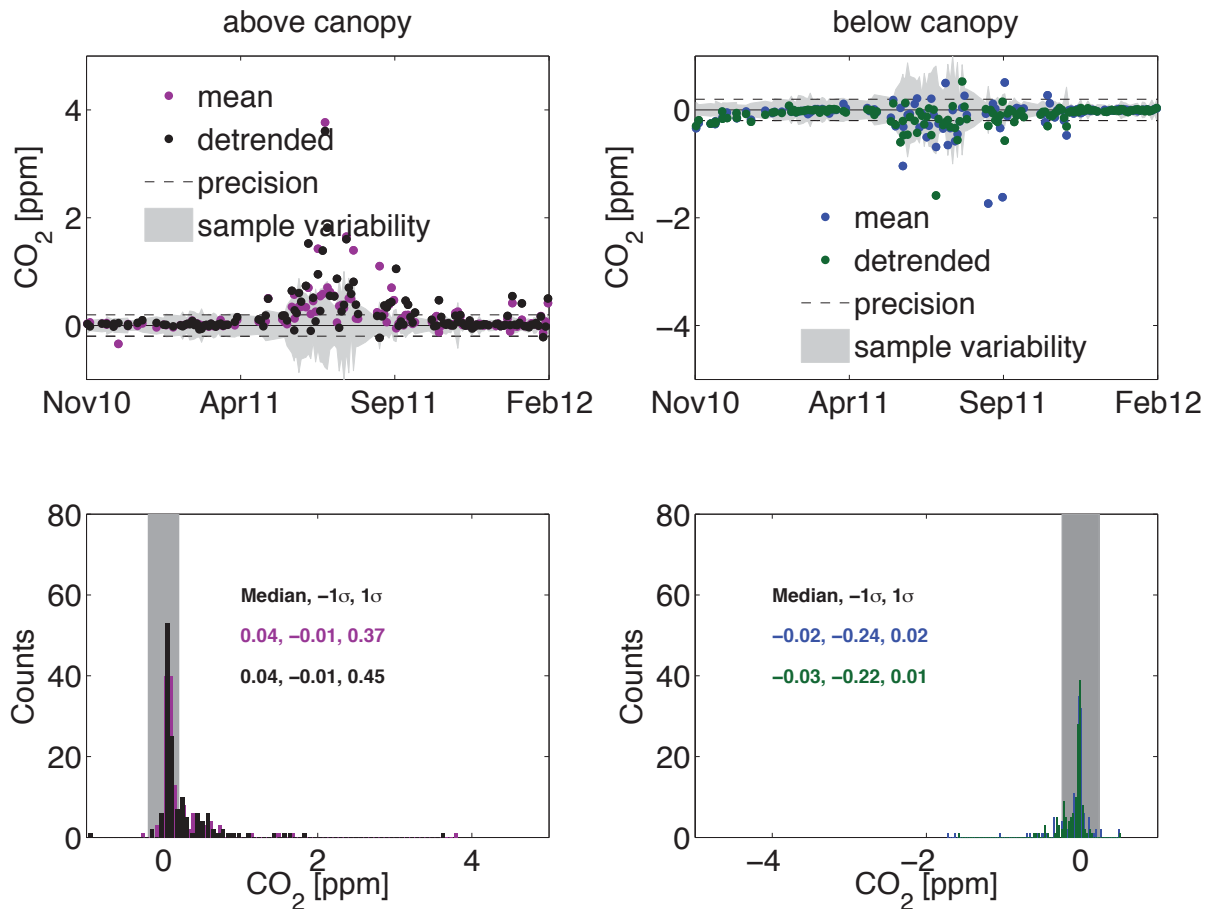 above canopy
CO2 [ppm]
4
2
0
mean
detrended
precision
sample variability
Nov10 Apr11 Sep11 Feb12
below canopy
CO2 [ppm]
0
−2
−4
mean
detrended
precision
sample variability
Nov10 Apr11 Sep11 Feb12
Counts
80
60
40
20
0
Median, −1σ, 1σ
0.04, −0.01, 0.37
0.04, −0.01, 0.45
0 2 4
CO2 [ppm]
Counts
80
60
40
20
0
Median, −1σ, 1σ
−0.02, −0.24, 0.02
−0.03, −0.22, 0.01
−4 −2 0
CO2 [ppm]